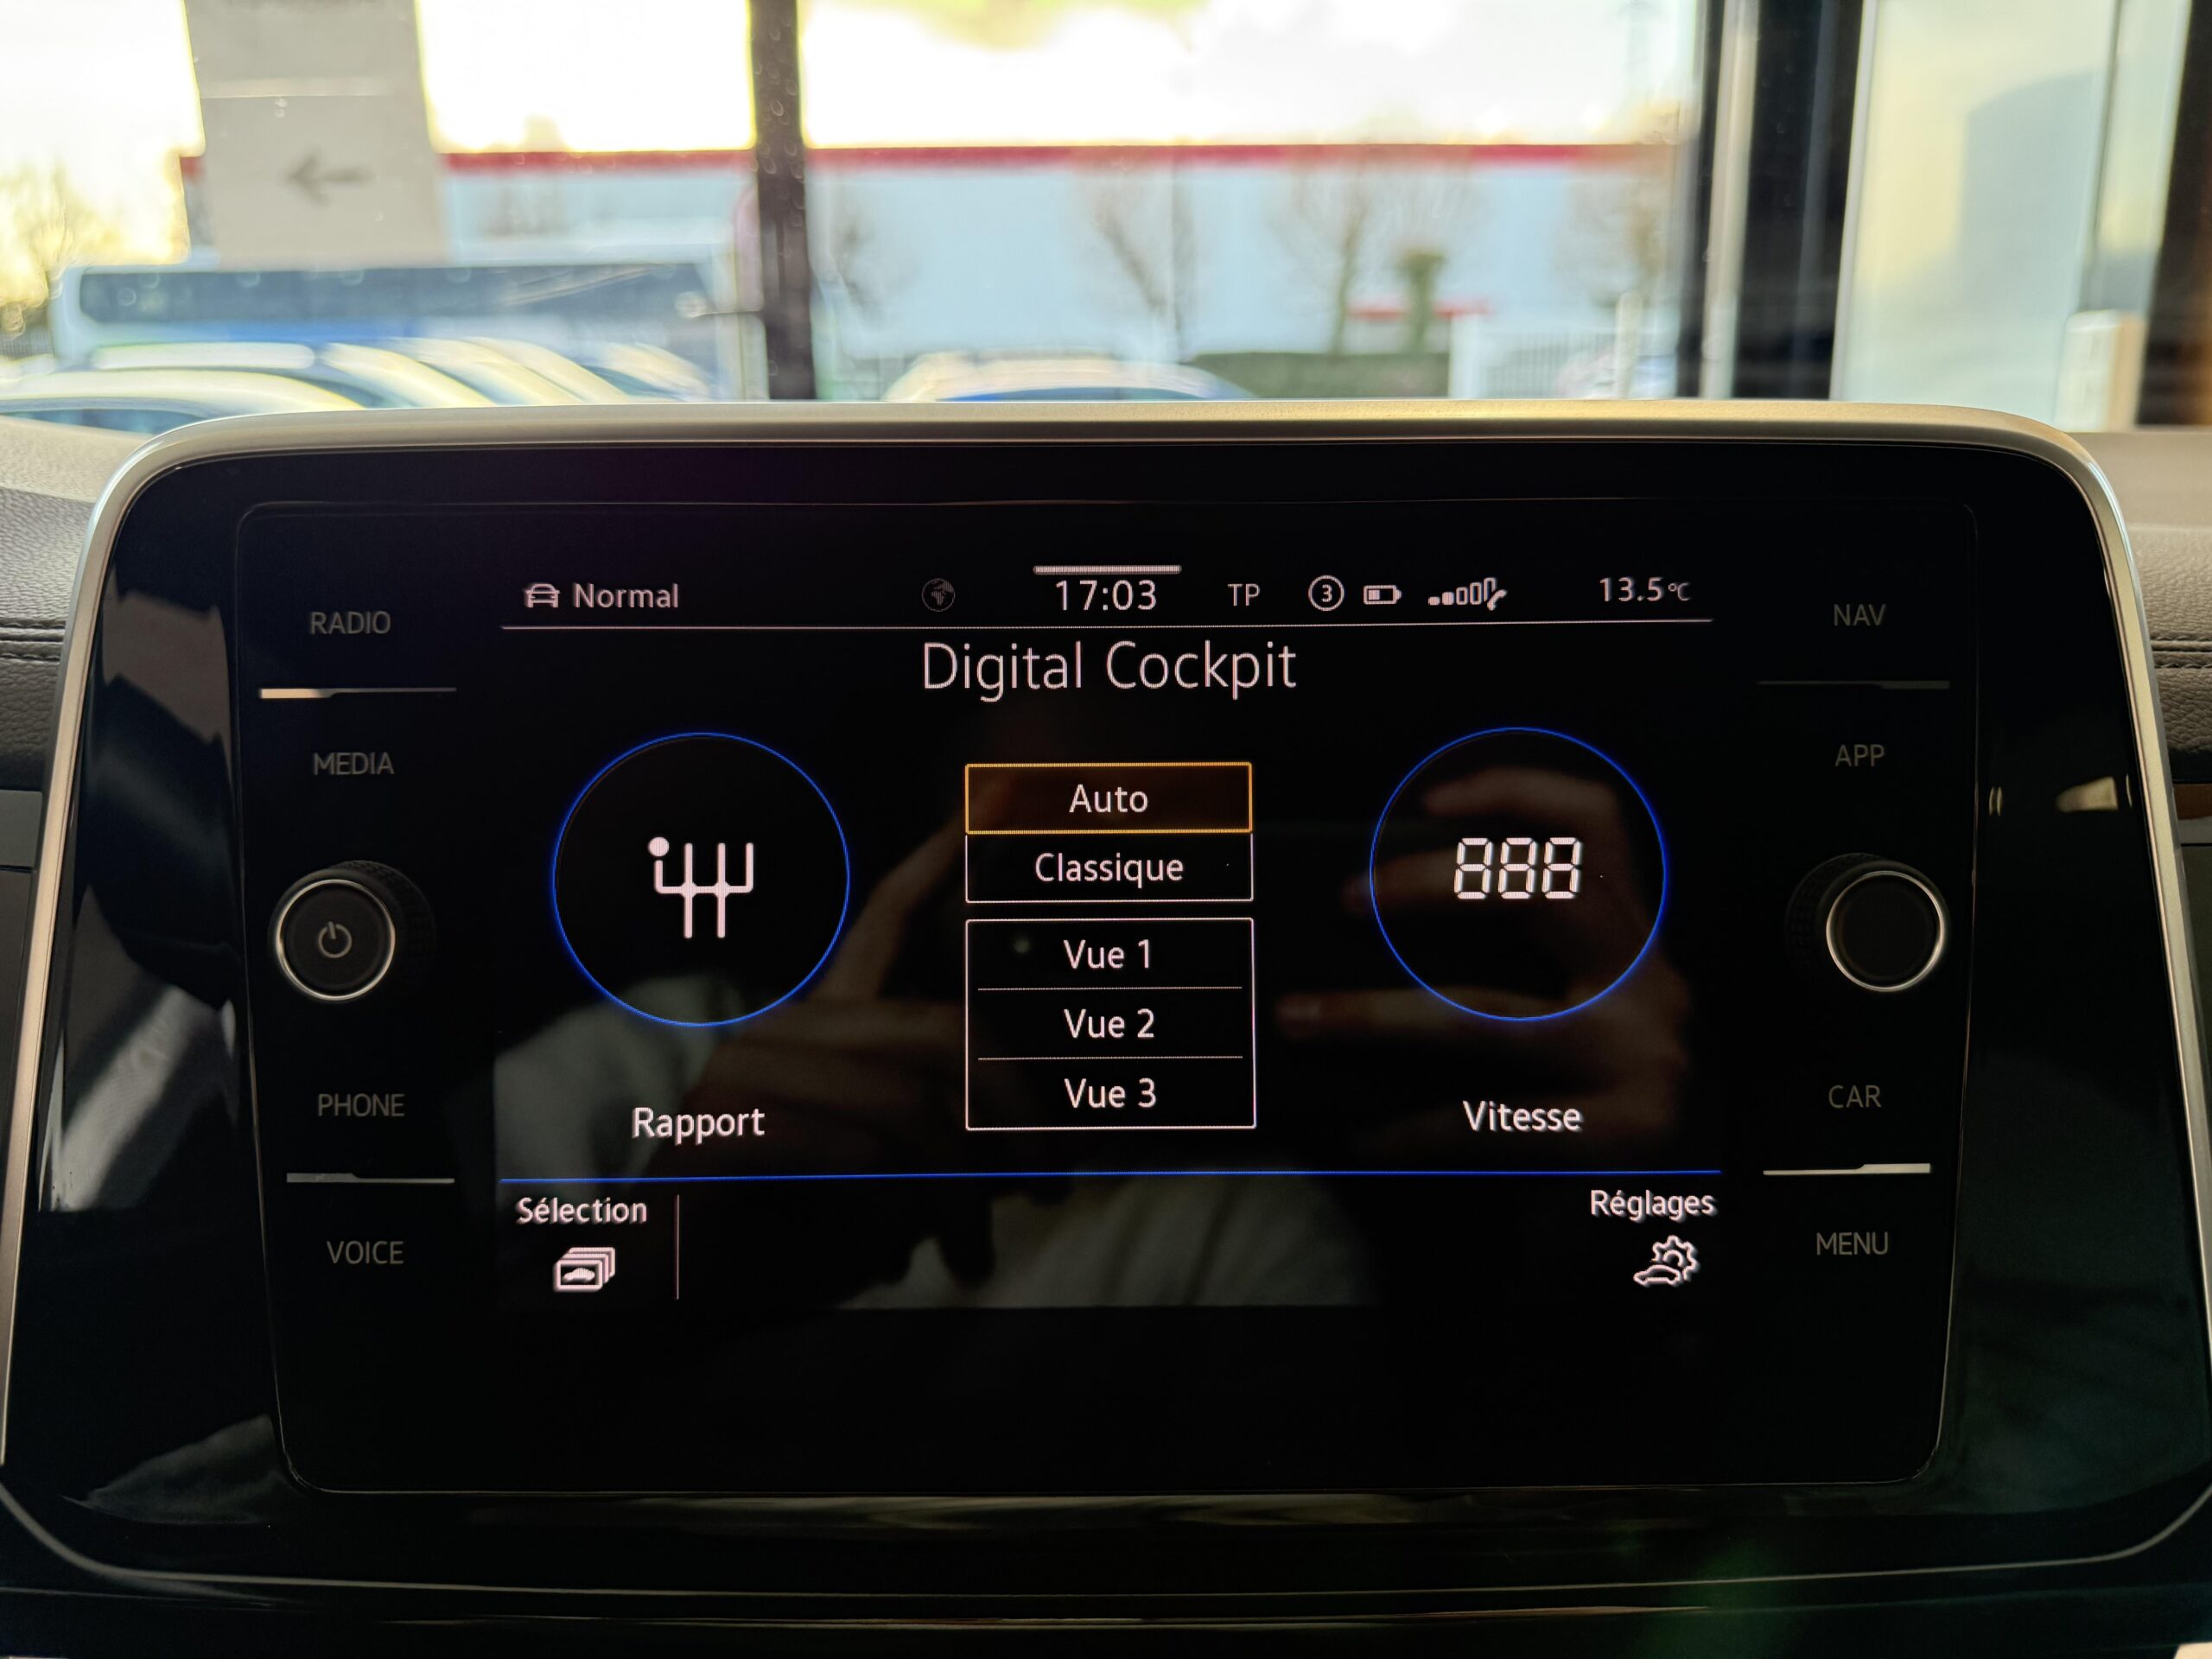 Normal 17:03 TP 3 13.5°C
Digital Cockpit
RADIO
MEDIA
PHONE
VOICE
888
Rapport
Auto
Classique
Vue 1
Vue 2
Vue 3
Vitesse
Sélection
Réglages
NAV
APP
CAR
MENU